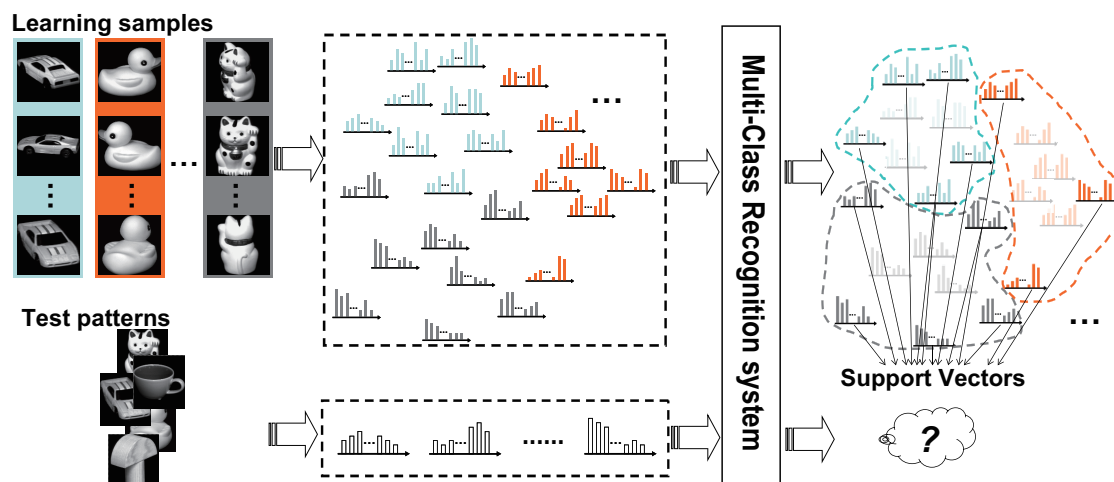 Learning samples
Test patterns
Multi-Class Recognition system
Support Vectors
?